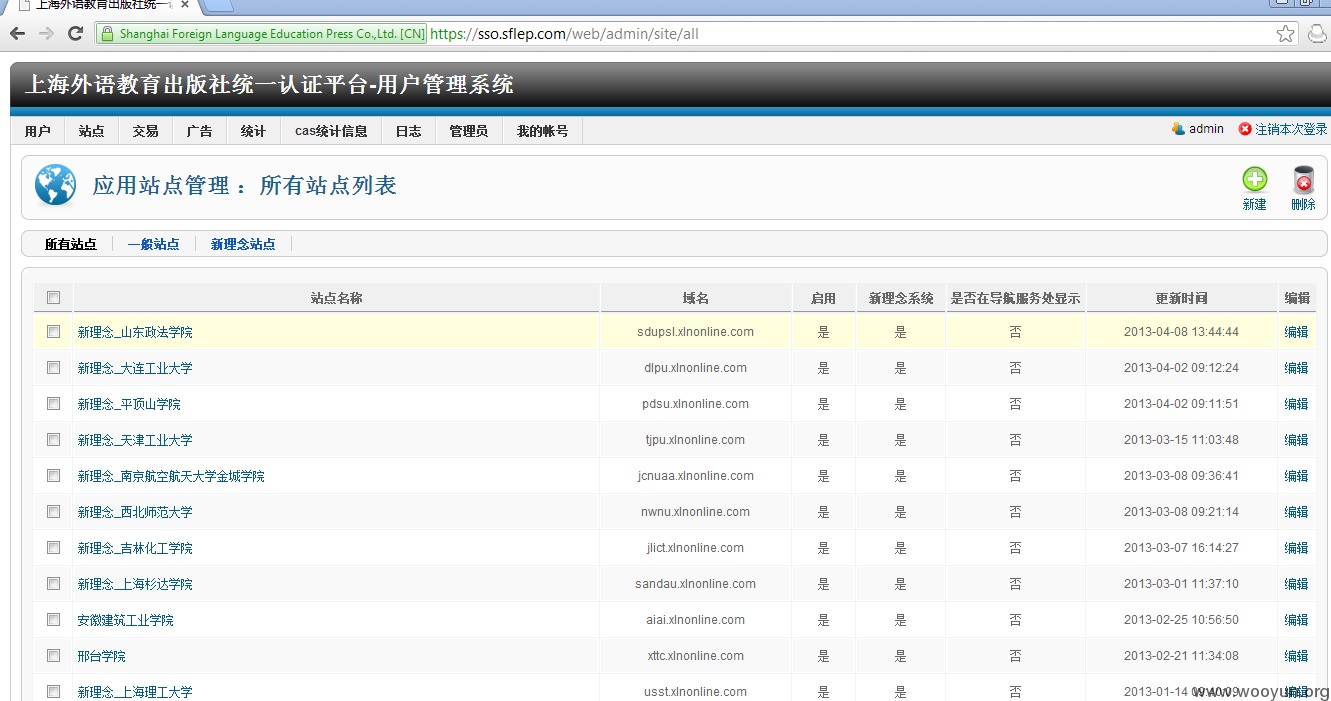 上海外语教育出版社统一认
Shanghai Foreign Language Education Press Co.,Ltd. [CN] https://sso.sflep.com/web/admin/site/all
上海外语教育出版社统一认证平台-用户管理系统
用户 站点 交易 广告 统计 cas统计信息 日志 管理员 我的帐号 admin 注销本次登录
应用站点管理 : 所有站点列表 新建 删除
所有站点 一般站点 新理念站点
站点名称 域名 启用 新理念系统 是否在导航服务处显示 更新时间 编辑
新理念_山东政法学院 sdupsl.xlnonline.com 是 是 否 2013-04-08 13:44:44 编辑
新理念_大连工业大学 dlpu.xlnonline.com 是 是 否 2013-04-02 09:12:24 编辑
新理念_平顶山学院 pdsu.xlnonline.com 是 是 否 2013-04-02 09:11:51 编辑
新理念_天津工业大学 tjpu.xlnonline.com 是 是 否 2013-03-15 11:03:48 编辑
新理念_南京航空航天大学金城学院 jcnuaa.xlnonline.com 是 是 否 2013-03-08 09:36:41 编辑
新理念_西北师范大学 nwnu.xlnonline.com 是 是 否 2013-03-08 09:21:14 编辑
新理念_吉林化工学院 jlict.xlnonline.com 是 是 否 2013-03-07 16:14:27 编辑
新理念_上海杉达学院 sandau.xlnonline.com 是 是 否 2013-03-01 11:37:10 编辑
安徽建筑工业学院 aiai.xlnonline.com 是 是 否 2013-02-25 10:56:50 编辑
邢台学院 xttc.xlnonline.com 是 是 否 2013-02-21 11:34:08 编辑
新理念_上海理工大学 usst.xlnonline.com 是 是 否 2013-01-14 编辑
www.wooyun.org